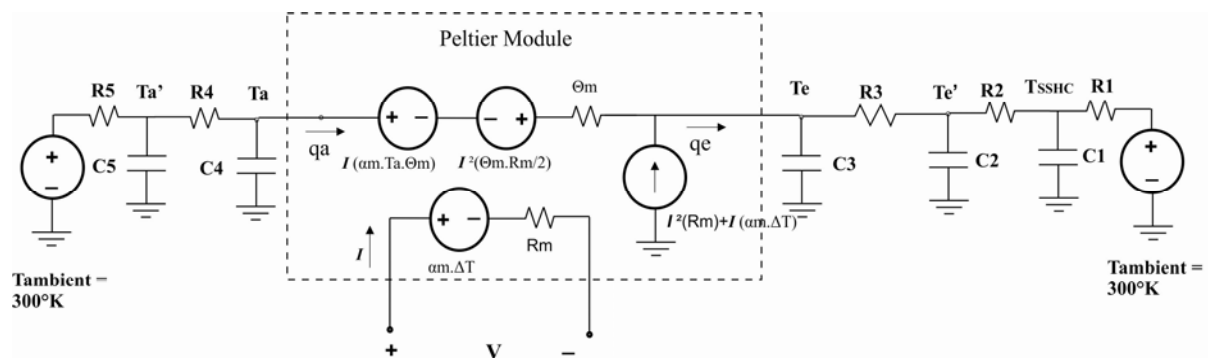 Peltier Module
R5
Ta'
R4
Ta
Θm
Te
R3
Te'
R2
TSSHC
R1
+
-
+
-
-
+
qa
qe
+
-
C5
C4
I (αm.Ta.Θm)
I ²(Θm.Rm/2)
C3
C2
C1
+
-
Rm
I ²(Rm)+I (αm.ΔT)
I
αm.ΔT
Tambient =
300°K
Tambient =
300°K
+ V -